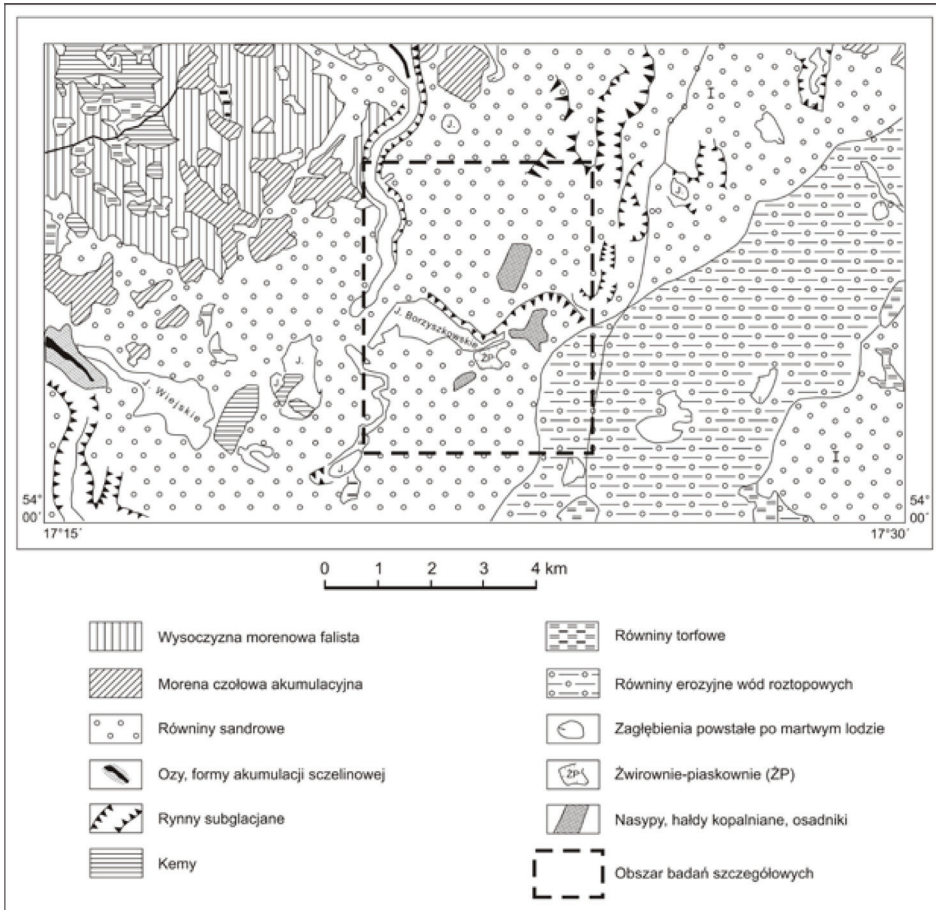 J.
J.
J.
J. Borzyszkowskie
ŻP
J.
J.
J. Wiejskie
J.
I
I
54°
00′
54°
00′
17°15′
17°30′
0 1 2 3 4 km
Wysoczyzna morenowa falista
Morena czołowa akumulacyjna
Równiny sandrowe
Ozy, formy akumulacji sczelinowej
Rynny subglacjane
Kemy
Równiny torfowe
Równiny erozyjne wód roztopowych
Zagłębienia powstałe po martwym lodzie
ŻP
Żwirownie-piaskownie (ŻP)
Nasypy, hałdy kopalniane, osadniki
Obszar badań szczegółowych